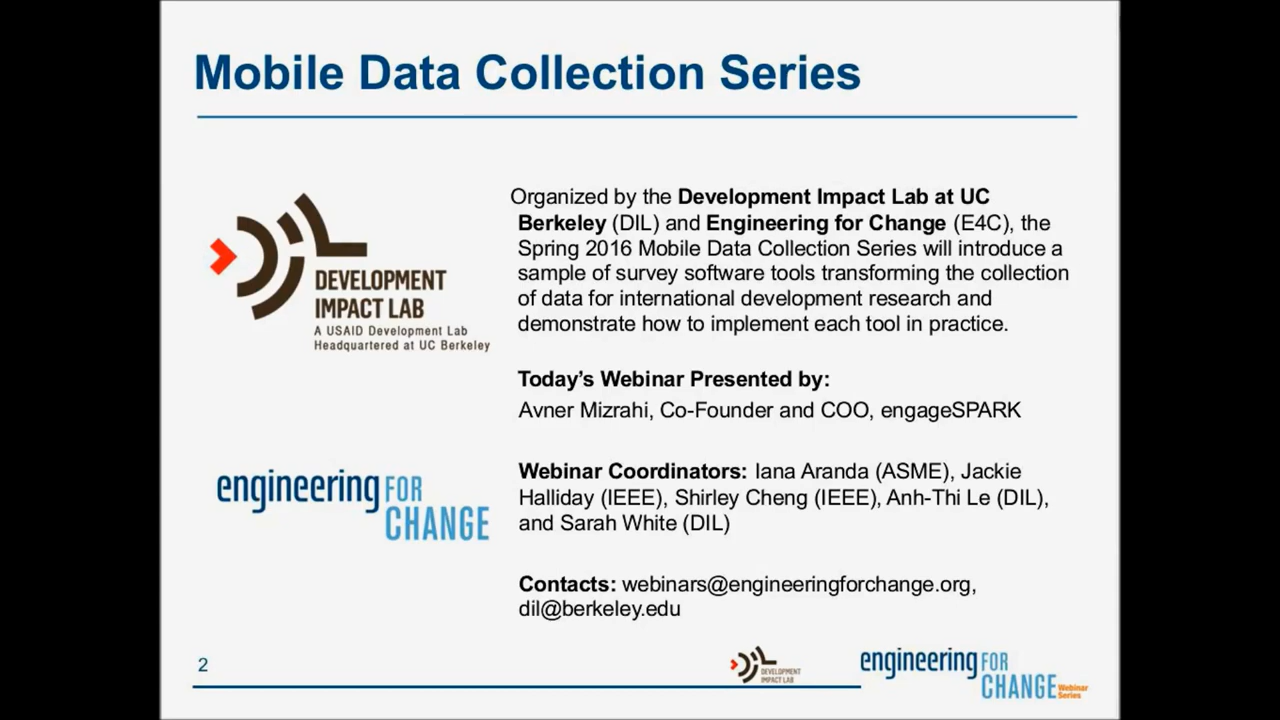 Mobile Data Collection Series
DEVELOPMENT
IMPACT LAB
A USAID Development Lab
Headquartered at UC Berkeley
Organized by the Development Impact Lab at UC
Berkeley (DIL) and Engineering for Change (E4C), the
Spring 2016 Mobile Data Collection Series will introduce a
sample of survey software tools transforming the collection
of data for international development research and
demonstrate how to implement each tool in practice.
Today's Webinar Presented by:
Avner Mizrahi, Co-Founder and COO, engageSPARK
engineering FOR
CHANGE
Webinar Coordinators: Iana Aranda (ASME), Jackie
Halliday (IEEE), Shirley Cheng (IEEE), Anh-Thi Le (DIL),
and Sarah White (DIL)
Contacts: webinars@engineeringforchange.org,
dil@berkeley.edu
2
DEVELOPMENT
IMPACT LAB
engineering FOR
CHANGE Webinar
Series